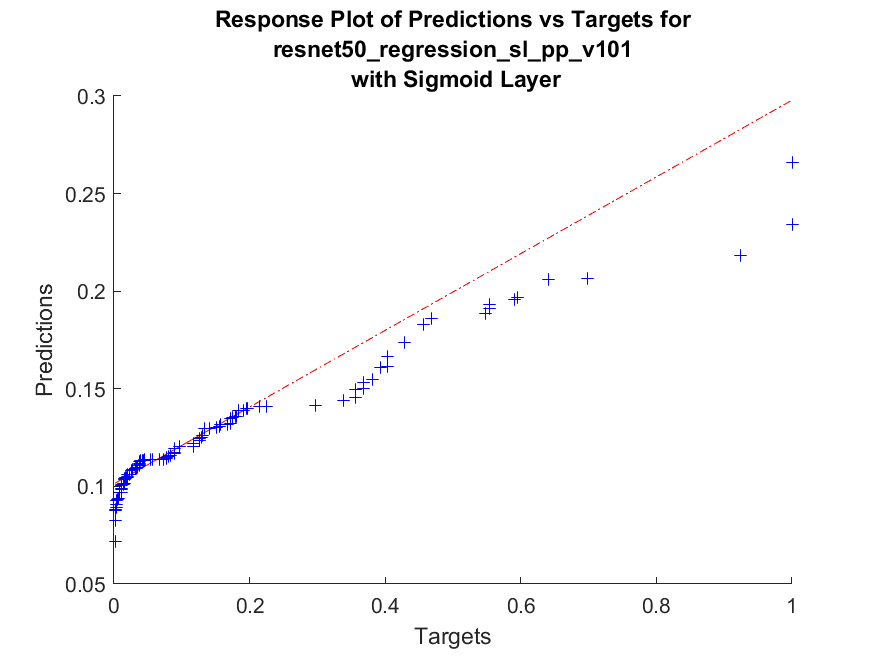 Response Plot of Predictions vs Targets for
resnet50_regression_sl_pp_v101
with Sigmoid Layer
0.3
0.25
0.2
0.15
0.1
0.05
Predictions
0
0.2
0.4
0.6
0.8
1
Targets